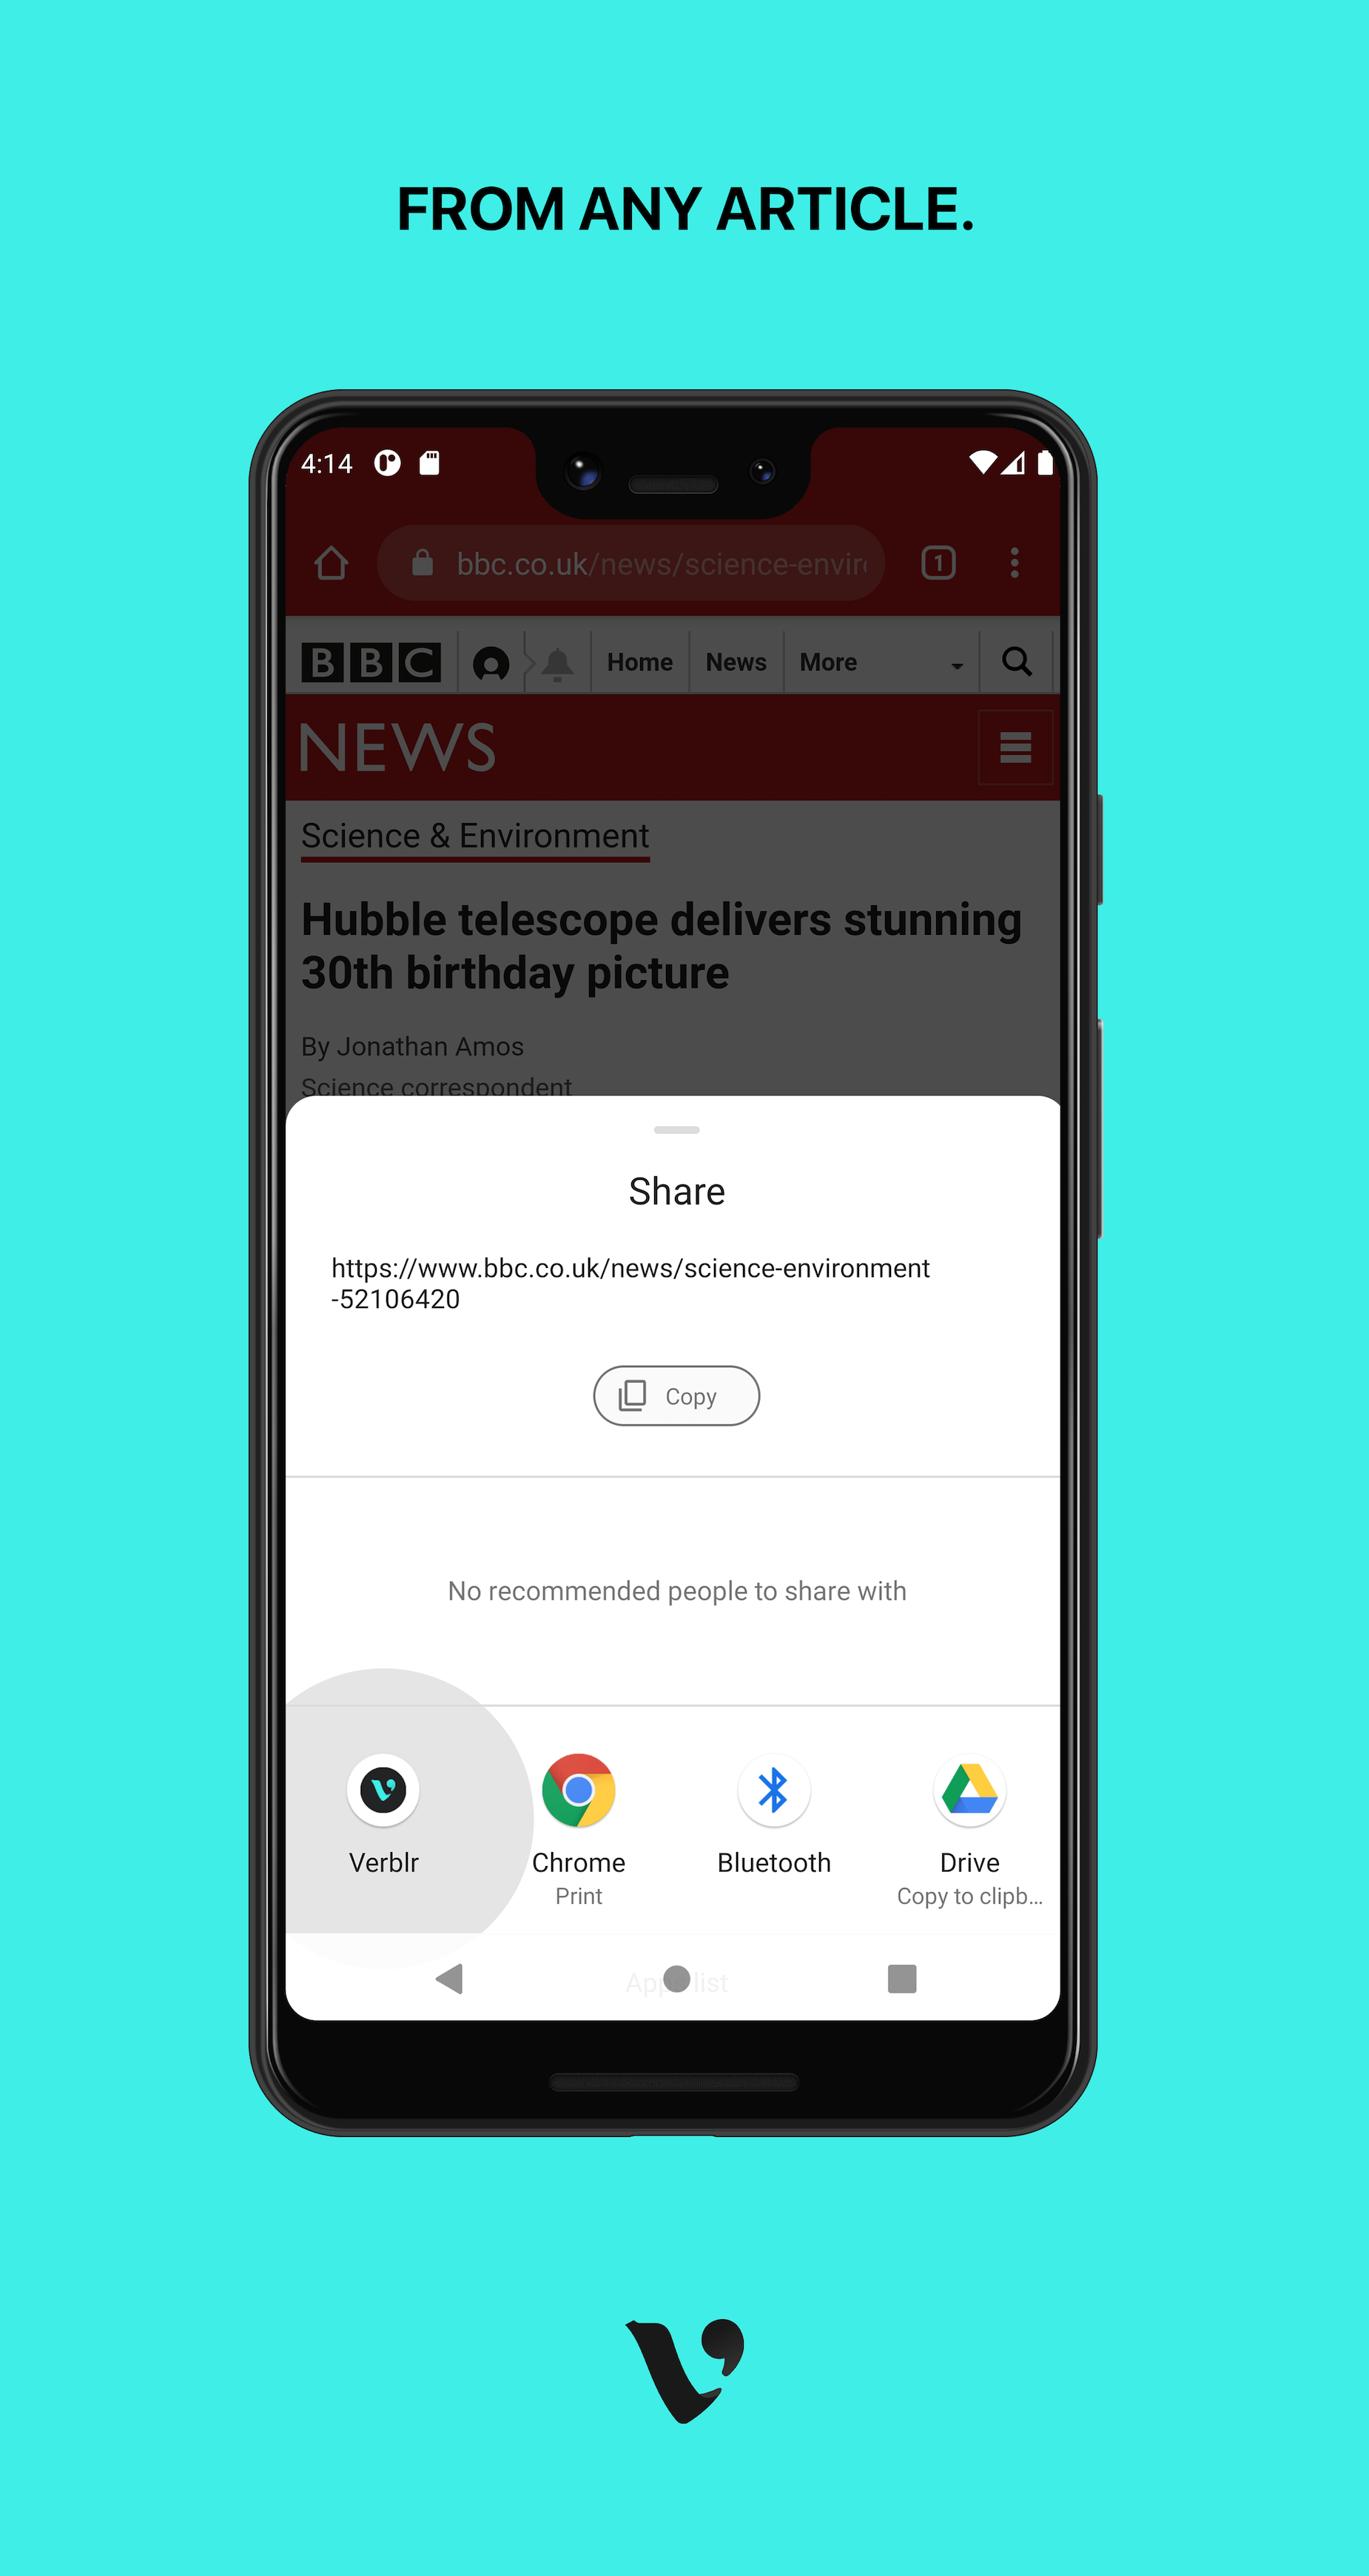 FROM ANY ARTICLE.
4:14
bbc.co.uk/news/science-envir
1
BBC
Home
News
More
NEWS
Science & Environment
Hubble telescope delivers stunning
30th birthday picture
By Jonathan Amos
Science correspondent
Share
https://www.bbc.co.uk/news/science-environment
-52106420
Copy
No recommended people to share with
Verblr
Chrome
Bluetooth
Drive
Print
Copy to clipb...
list